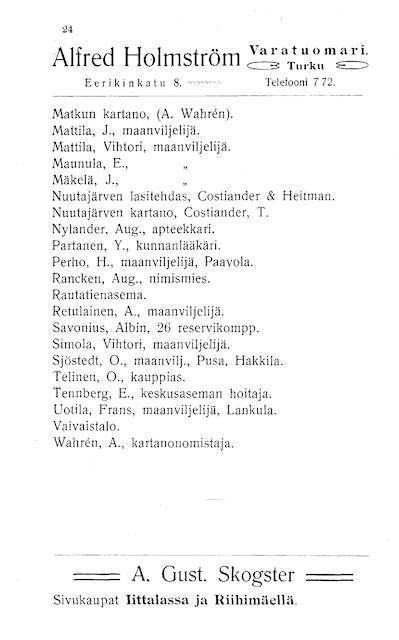 24
Alfred Holmström Varatuomari.
Turku
Eerikinkatu 8. Telefooni 7 72.
Matkun kartano, (A. Wahrén).
Mattila, J., maanviljelijä.
Mattila, Vihtori, maanviljelijä.
Maunula, E., „
Mäkelä, J., „
Nuutajärven lasitehdas, Costiander & Heitman.
Nuutajärven kartano, Costiander, T.
Nylander, Aug., apteekkari.
Partanen, Y., kunnanlääkäri.
Perho, H., maanviljelijä, Paavola.
Rancken, Aug., nimismies.
Rautatienasema.
Retulainen, A., maanviljelijä.
Savonius, Albin, 26 reservikompp.
Simola, Vihtori, maanviljelijä.
Sjöstedt, O., maanvilj., Pusa, Hakkila.
Telinen, O., kauppias.
Tennberg, E., keskusaseman hoitaja.
Uotila, Frans, maanviljelijä, Lankula.
Vaivaistalo.
Wahrén, A., kartanonomistaja.
A. Gust. Skogster
Sivukaupat Iittalassa ja Riihimäellä.